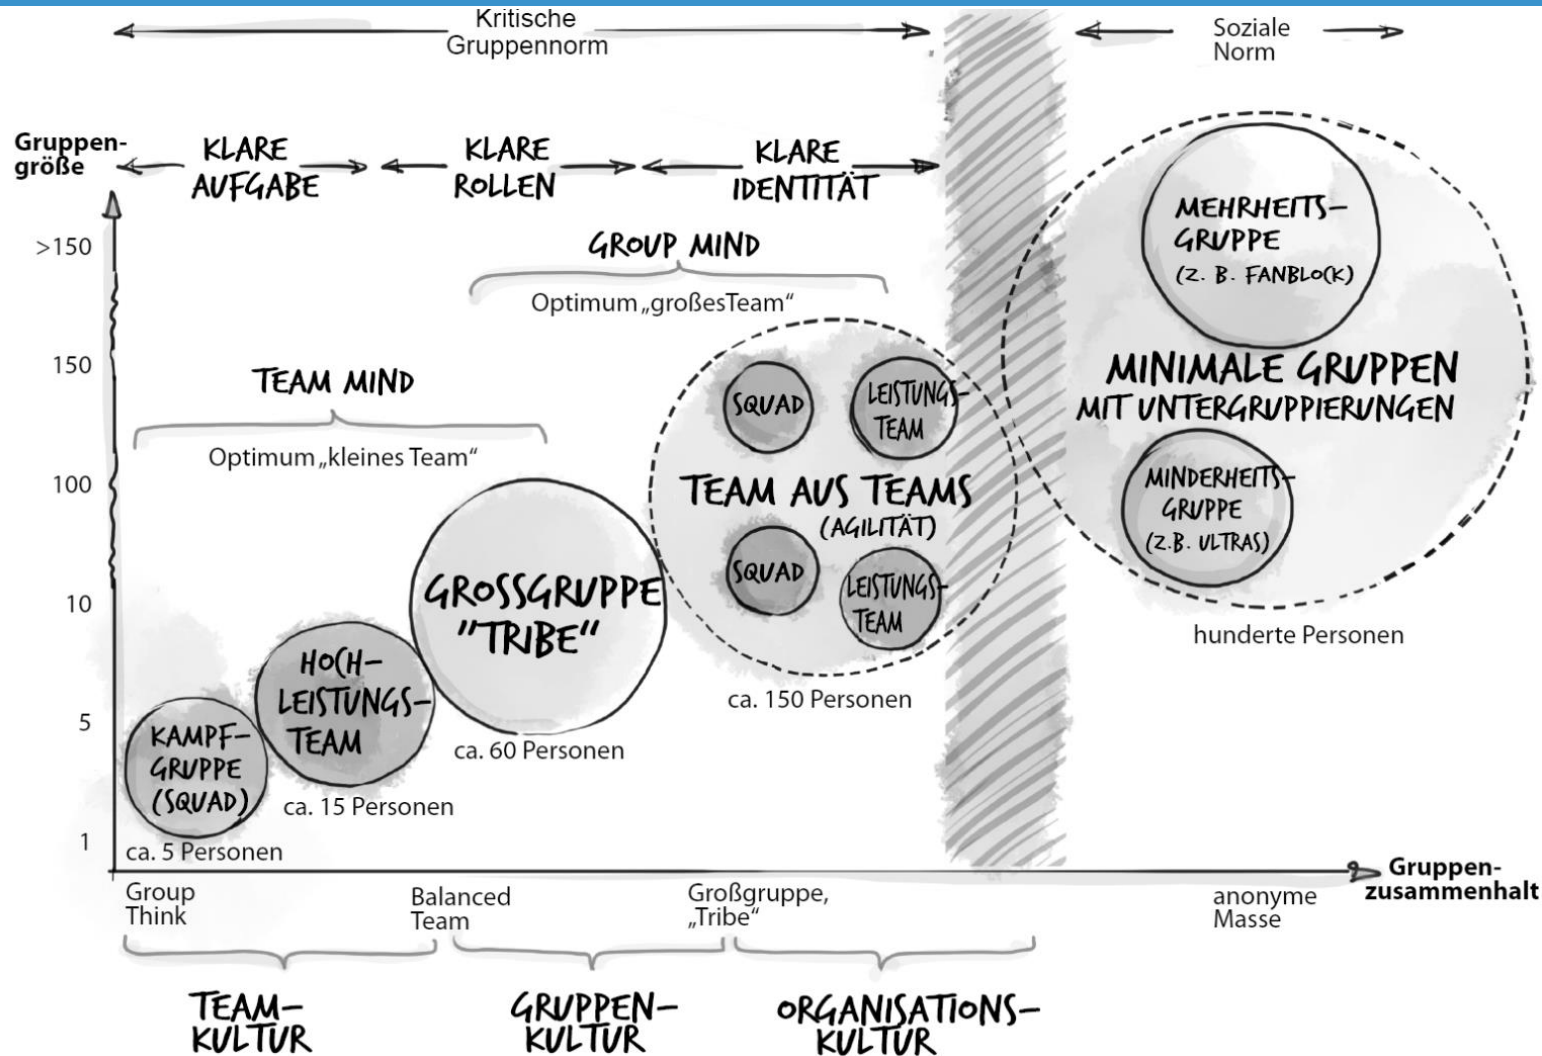 Kritische
Gruppennorm
Soziale
Norm
Gruppen-
größe
KLARE
AUFGABE
KLARE
ROLLEN
KLARE
IDENTITÄT
>150
150
100
10
5
1
GROUP MIND
Optimum „großesTeam“
TEAM MIND
Optimum „kleines Team“
KAMPF-
GRUPPE
(SQUAD)
ca. 5 Personen
HOCH-
LEISTUNGS-
TEAM
ca. 15 Personen
GROSSGRUPPE
"TRIBE"
ca. 60 Personen
SQUAD
LEISTUNGS-
TEAM
TEAM AUS TEAMS
(AGILITÄT)
SQUAD
LEISTUNGS-
TEAM
ca. 150 Personen
MEHRHEITS-
GRUPPE
(Z. B. FANBLOCK)
MINIMALE GRUPPEN
MIT UNTERGRUPPIERUNGEN
MINDERHEITS-
GRUPPE
(Z.B. ULTRAS)
hunderte Personen
Group
Think
Balanced
Team
Großgruppe,
„Tribe“
anonyme
Masse
Gruppen-
zusammenhalt
TEAM-
KULTUR
GRUPPEN-
KULTUR
ORGANISATIONS-
KULTUR